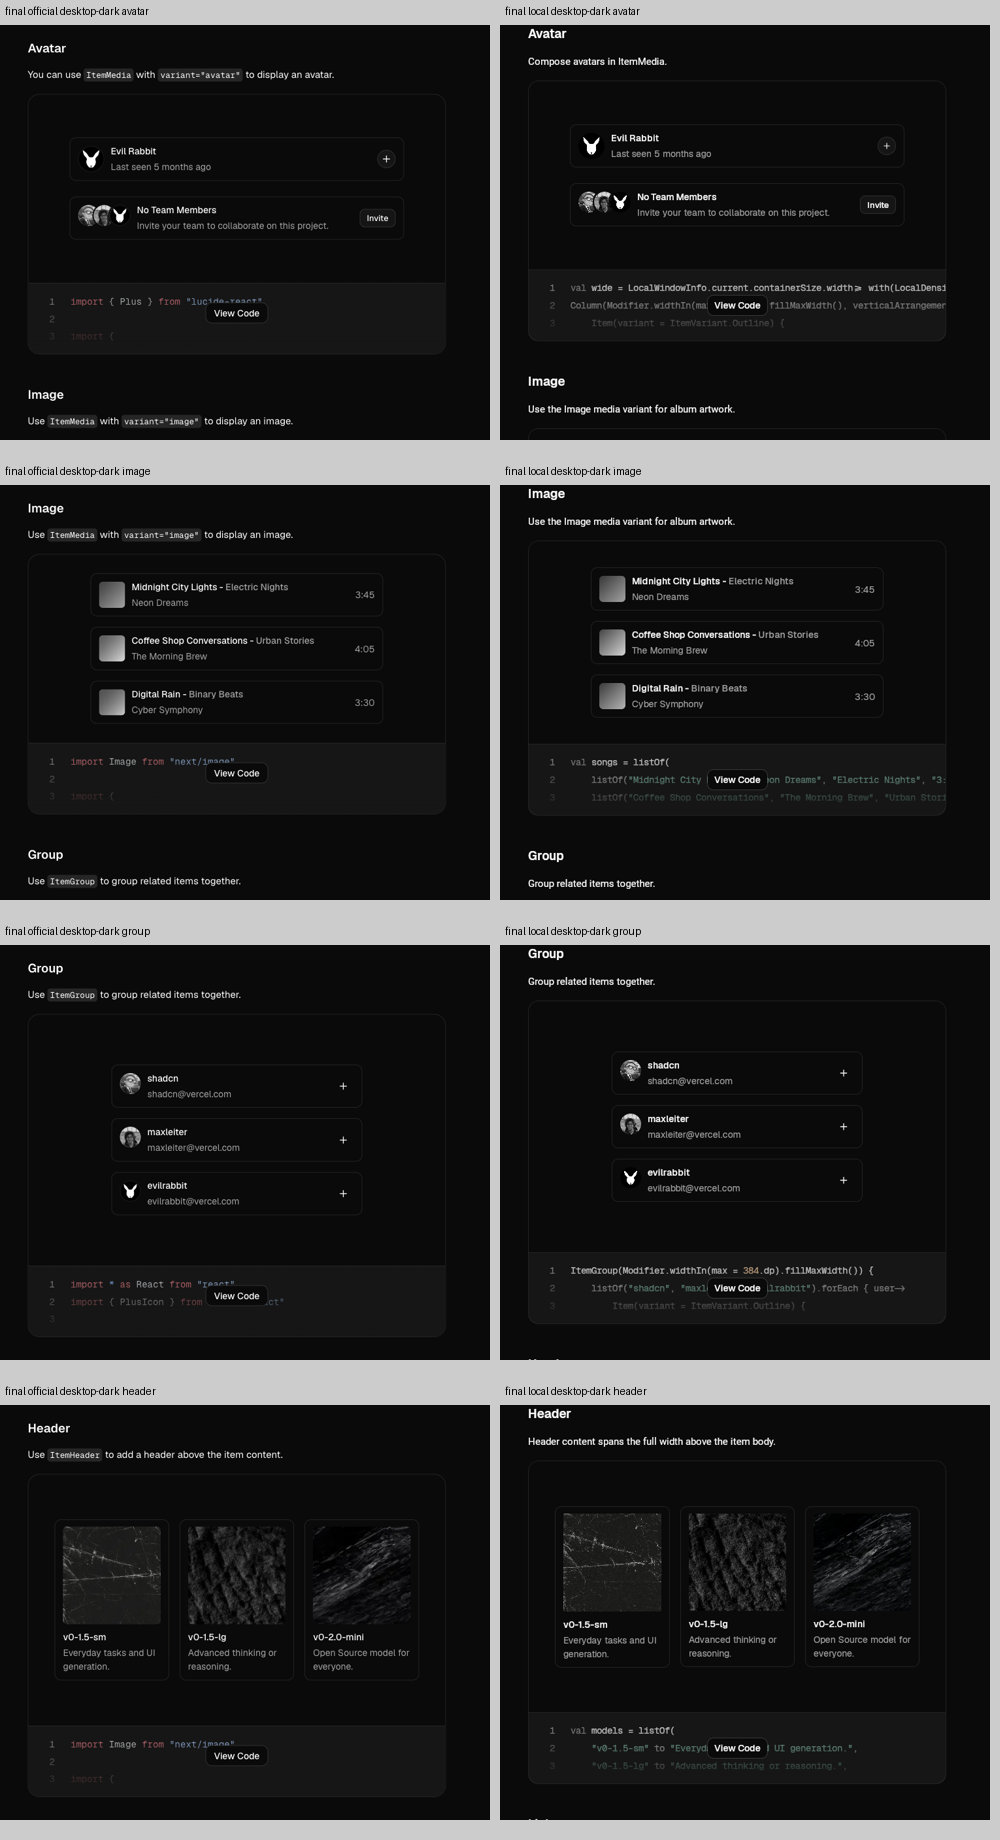 final official desktop-dark avatar
Avatar
You can use ItemMedia with variant="avatar" to display an avatar.
Evil Rabbit
Last seen 5 months ago
No Team Members
Invite your team to collaborate on this project.
Invite
1 import { Plus } from "lucide-react"
2
3 import {
View Code
Image
Use ItemMedia with variant="image" to display an image.
final local desktop-dark avatar
Avatar
Compose avatars in ItemMedia.
Evil Rabbit
Last seen 5 months ago
No Team Members
Invite your team to collaborate on this project.
Invite
1 val wide = LocalWindowInfo.current.containerSize.width >= with(LocalDensi
2 Column(Modifier.widthIn(ma fillMaxWidth(), verticalArrangemen
3 Item(variant = ItemVariant.Outline) {
View Code
Image
Use the Image media variant for album artwork.
final official desktop-dark image
Image
Use ItemMedia with variant="image" to display an image.
Midnight City Lights - Electric Nights
Neon Dreams
3:45
Coffee Shop Conversations - Urban Stories
The Morning Brew
4:05
Digital Rain - Binary Beats
Cyber Symphony
3:30
1 import Image from "next/image"
2
3 import {
View Code
Group
Use ItemGroup to group related items together.
final local desktop-dark image
Image
Use the Image media variant for album artwork.
Midnight City Lights - Electric Nights
Neon Dreams
3:45
Coffee Shop Conversations - Urban Stories
The Morning Brew
4:05
Digital Rain - Binary Beats
Cyber Symphony
3:30
1 val songs = listOf(
2 listOf("Midnight City on Dreams", "Electric Nights", "3:
3 listOf("Coffee Shop Conversations", "The Morning Brew", "Urban Stori
View Code
Group
Group related items together.
final official desktop-dark group
Group
Use ItemGroup to group related items together.
shadcn
shadcn@vercel.com
maxleiter
maxleiter@vercel.com
evilrabbit
evilrabbit@vercel.com
1 import * as React from "react"
2 import { PlusIcon } from ct"
3
View Code
final local desktop-dark group
Group
Group related items together.
shadcn
shadcn@vercel.com
maxleiter
maxleiter@vercel.com
evilrabbit
evilrabbit@vercel.com
1 ItemGroup(Modifier.widthIn(max = 384.dp).fillMaxWidth()) {
2 listOf("shadcn", "maxl lrabbit").forEach { user->
3 Item(variant = ItemVariant.Outline) {
View Code
final official desktop-dark header
Header
Use ItemHeader to add a header above the item content.
v0-1.5-sm
Everyday tasks and UI
generation.
v0-1.5-lg
Advanced thinking or
reasoning.
v0-2.0-mini
Open Source model for
everyone.
1 import Image from "next/image"
2
3 import {
View Code
final local desktop-dark header
Header
Header content spans the full width above the item body.
v0-1.5-sm
Everyday tasks and UI
generation.
v0-1.5-lg
Advanced thinking or
reasoning.
v0-2.0-mini
Open Source model for
everyone.
1 val models = listOf(
2 "v0-1.5-sm" to "Everyd UI generation.",
3 "v0-1.5-lg" to "Advanced thinking or reasoning.",
View Code